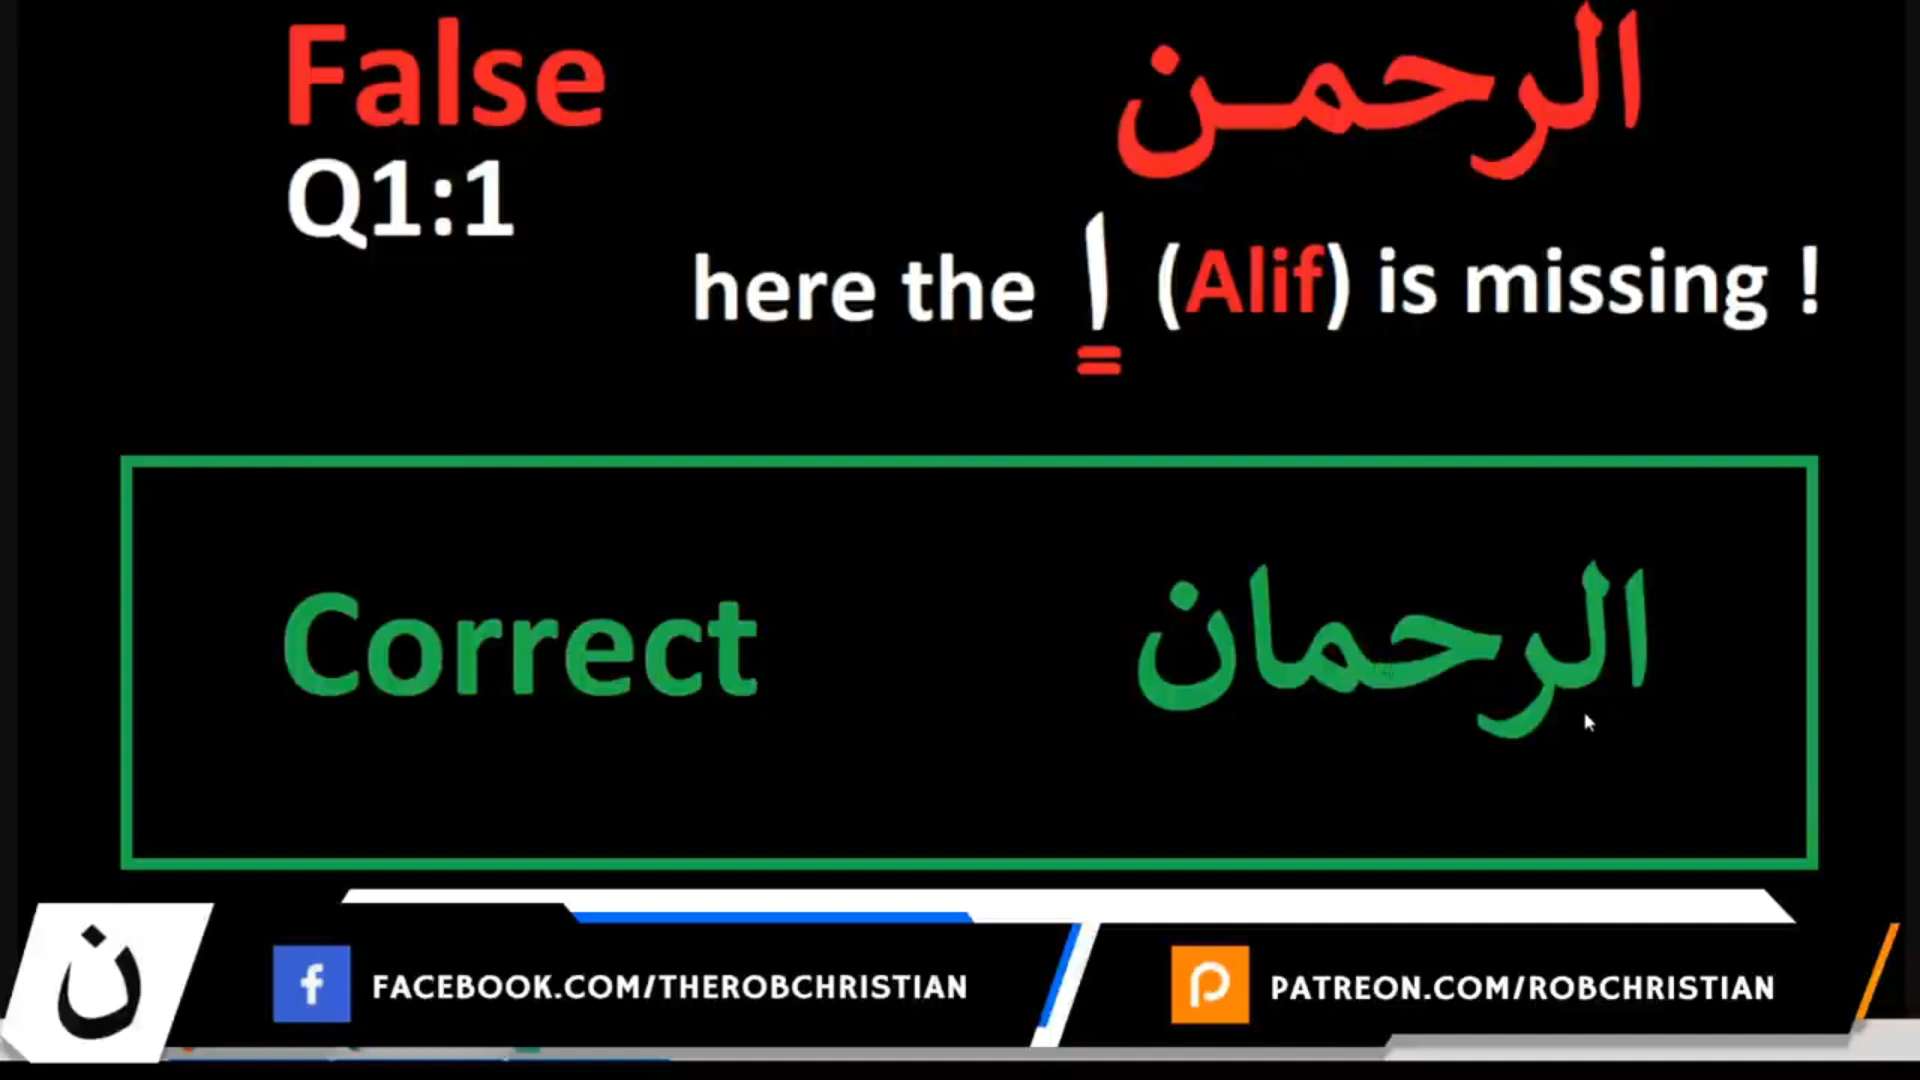 False الرحمـن
Q1:1
here the ا (Alif) is missing !
=
Correct الرحمان
ن
f FACEBOOK.COM/THEROBCHRISTIAN
PATREON.COM/ROBCHRISTIAN